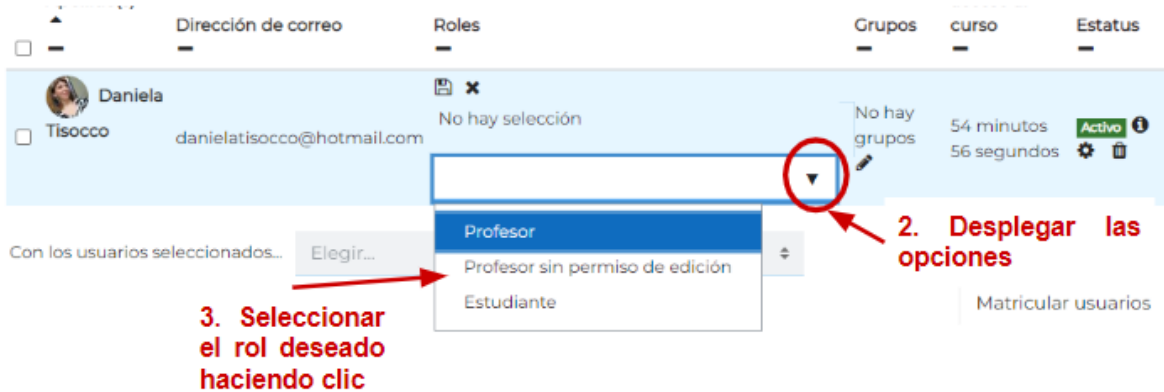 Dirección de correo
Roles
Grupos
curso
Estatus
Daniela
Tisocco
danielatisocco@hotmail.com
No hay selección
No hay
grupos
54 minutos
56 segundos
Activo
Profesor
Profesor sin permiso de edición
Estudiante
2. Desplegar las
opciones
Con los usuarios seleccionados...
Elegir...
3. Seleccionar
el rol deseado
haciendo clic
Matricular usuarios